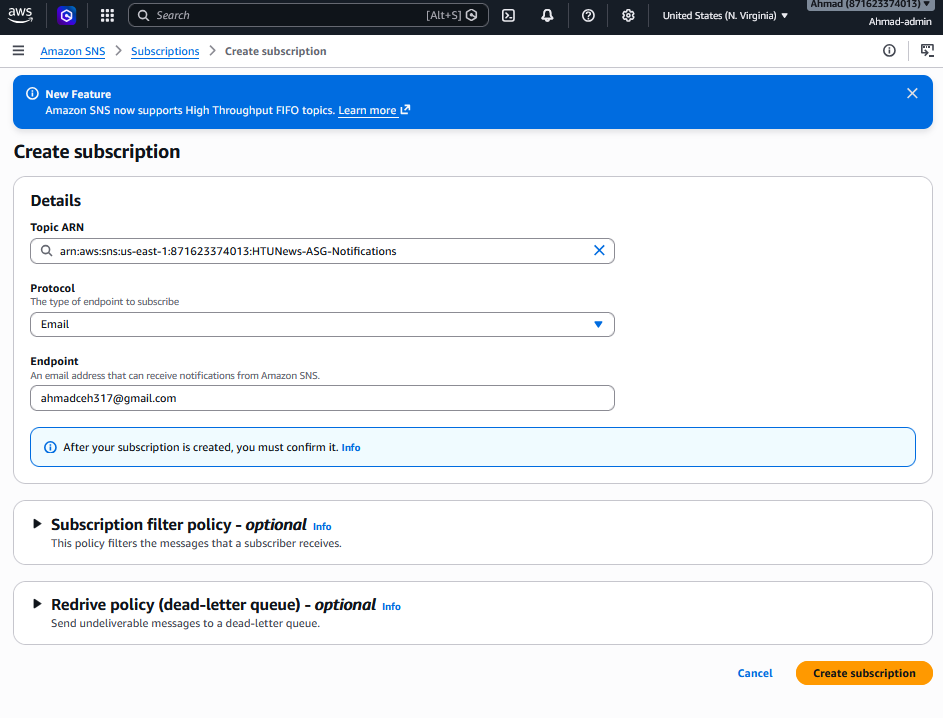 aws
Search
[Alt+S]
United States (N. Virginia)
Ahmad (871623374013)
Ahmad-admin
Amazon SNS
Subscriptions
Create subscription
New Feature
Amazon SNS now supports High Throughput FIFO topics. Learn more
Create subscription
Details
Topic ARN
arn:aws:sns:us-east-1:871623374013:HTUNews-ASG-Notifications
Protocol
The type of endpoint to subscribe
Email
Endpoint
An email address that can receive notifications from Amazon SNS.
ahmadceh317@gmail.com
After your subscription is created, you must confirm it. Info
Subscription filter policy - optional Info
This policy filters the messages that a subscriber receives.
Redrive policy (dead-letter queue) - optional Info
Send undeliverable messages to a dead-letter queue.
Cancel
Create subscription